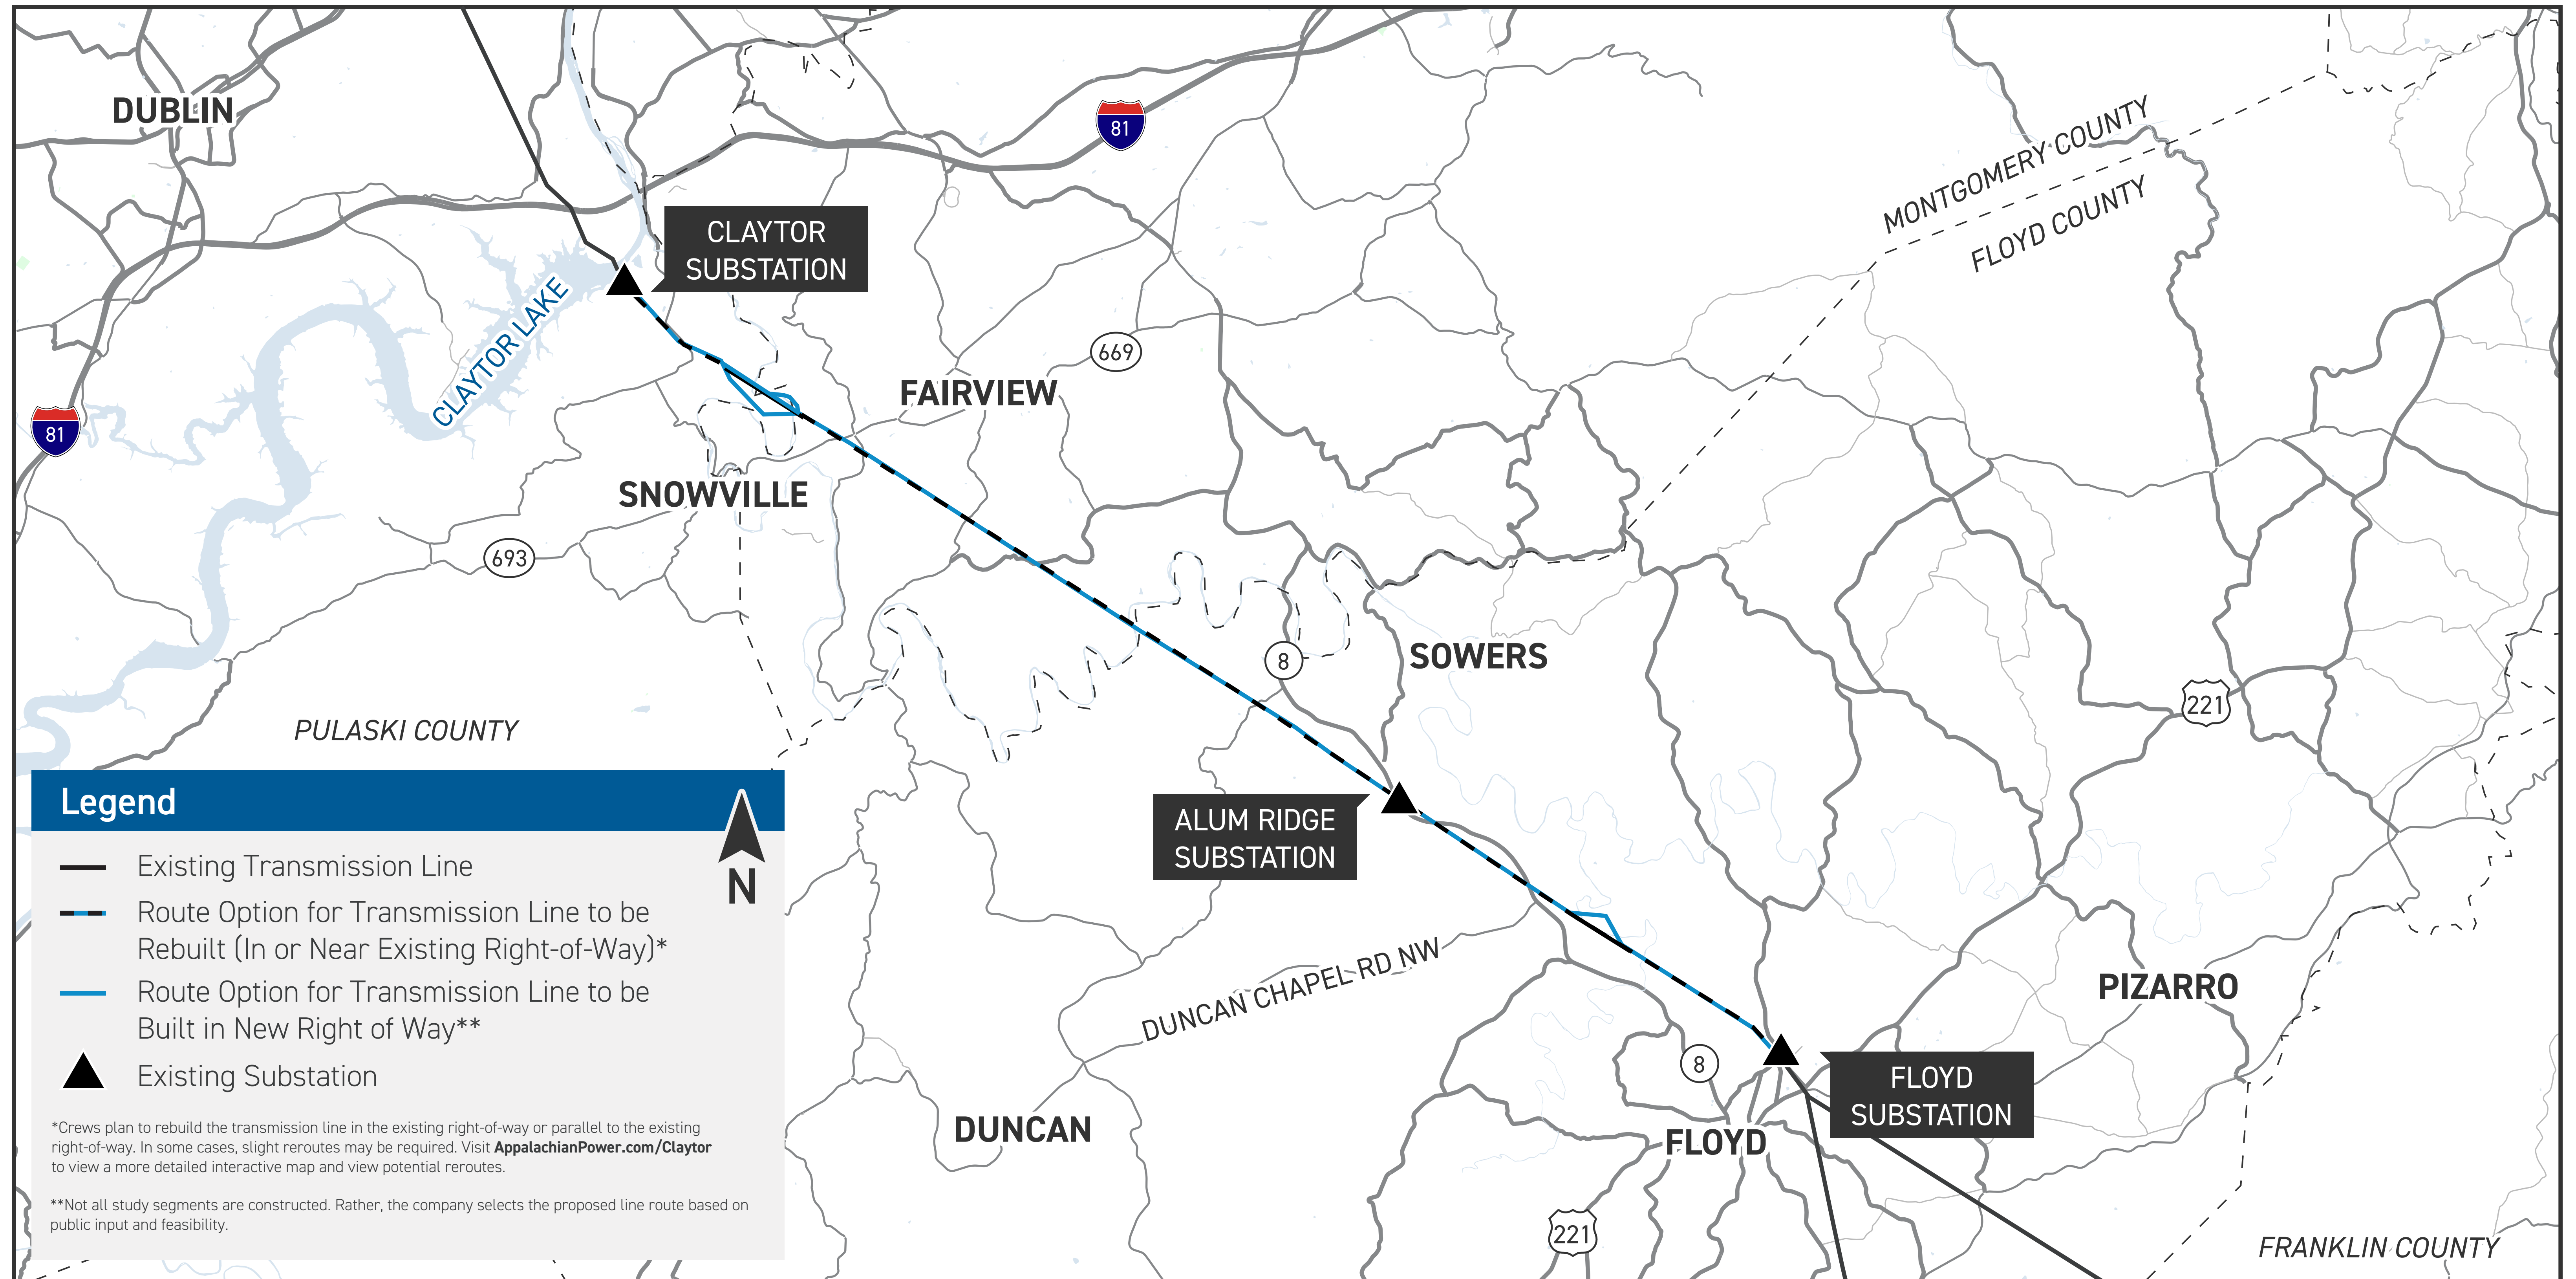 DUBLIN
81
MONTGOMERY COUNTY
FLOYD COUNTY
CLAYTOR
SUBSTATION
CLAYTOR LAKE
669
FAIRVIEW
81
SNOWVILLE
693
8
SOWERS
221
PULASKI COUNTY
ALUM RIDGE
SUBSTATION
DUNCAN CHAPEL RD NW
PIZARRO
8
FLOYD
SUBSTATION
DUNCAN
FLOYD
221
FRANKLIN COUNTY
Legend
N
Existing Transmission Line
Route Option for Transmission Line to be
Rebuilt (In or Near Existing Right-of-Way)*
Route Option for Transmission Line to be
Built in New Right of Way**
Existing Substation
*Crews plan to rebuild the transmission line in the existing right-of-way or parallel to the existing
right-of-way. In some cases, slight reroutes may be required. Visit AppalachianPower.com/Claytor
to view a more detailed interactive map and view potential reroutes.
**Not all study segments are constructed. Rather, the company selects the proposed line route based on
public input and feasibility.